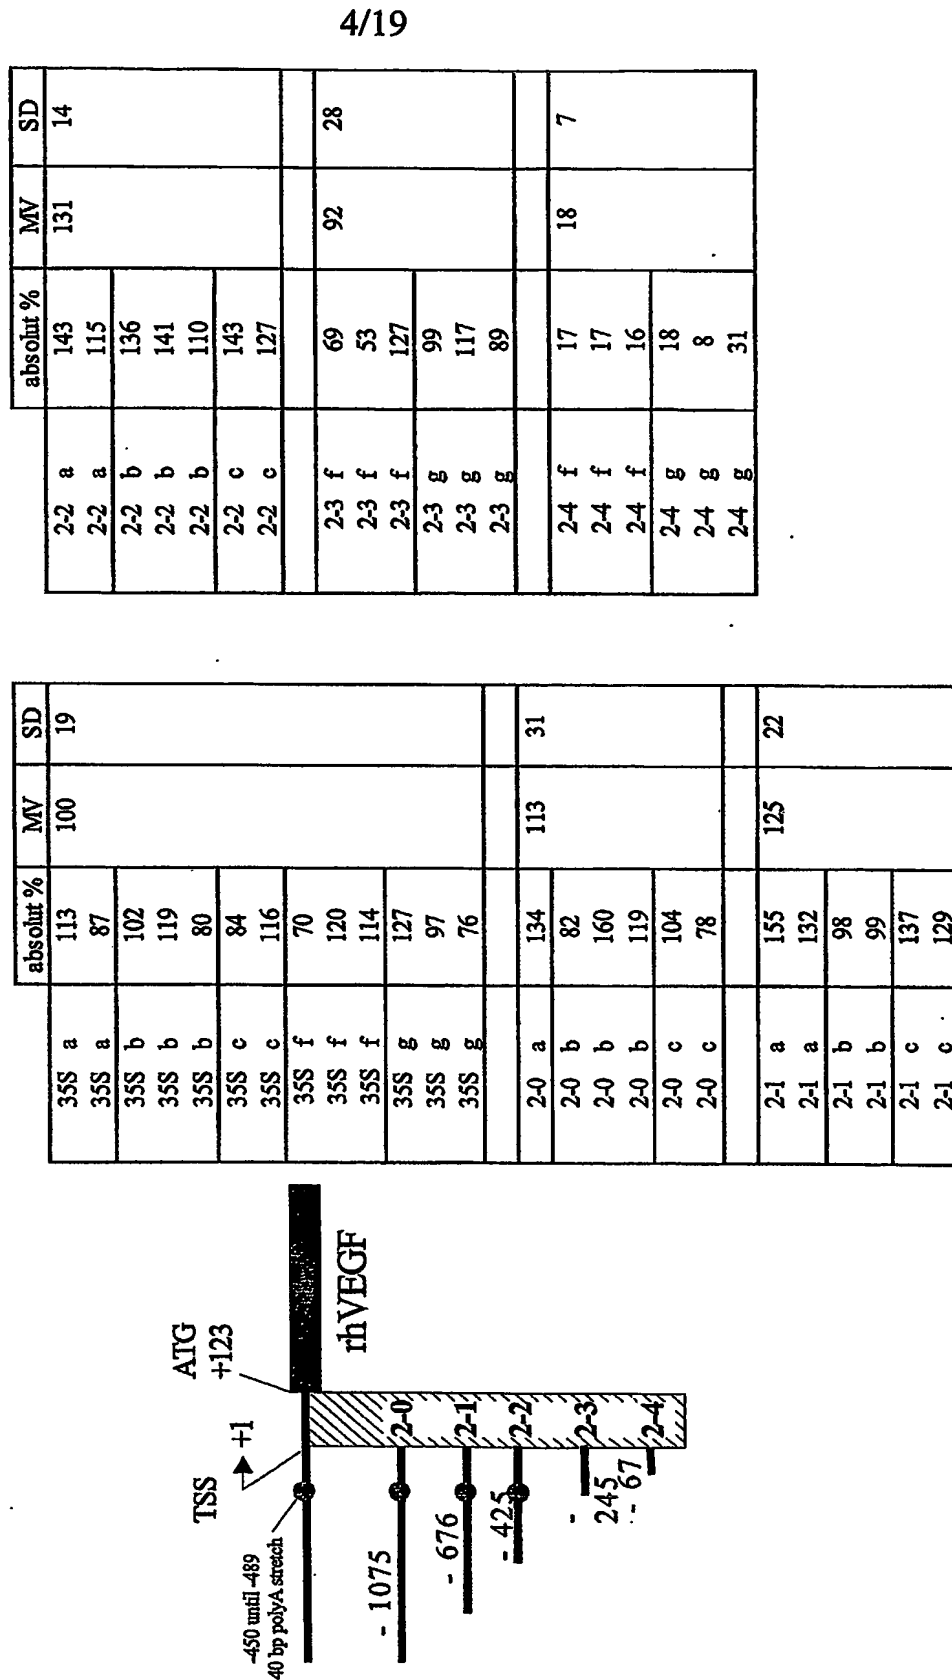 4/19
TSS
+1
ATG
+123
-450 until -489
40 bp polyA stretch
rhVEGF
- 1075
2-0
- 676
2-1
- 425
2-2
- 245
2-3
- 67
2-4
absolut % MV SD
35S a 113 100 19
35S a 87
35S b 102
35S b 119
35S b 80
35S c 84
35S c 116
35S f 70
35S f 120
35S f 114
35S g 127
35S g 97
35S g 76
2-0 a 134 113 31
2-0 b 82
2-0 b 160
2-0 b 119
2-0 c 104
2-0 c 78
2-1 a 155 125 22
2-1 a 132
2-1 b 98
2-1 b 99
2-1 c 137
2-1 c 129
absolut % MV SD
2-2 a 143 131 14
2-2 a 115
2-2 b 136
2-2 b 141
2-2 b 110
2-2 c 143
2-2 c 127
2-3 f 69 92 28
2-3 f 53
2-3 f 127
2-3 g 99
2-3 g 117
2-3 g 89
2-4 f 17 18 7
2-4 f 17
2-4 f 16
2-4 g 18
2-4 g 8
2-4 g 31